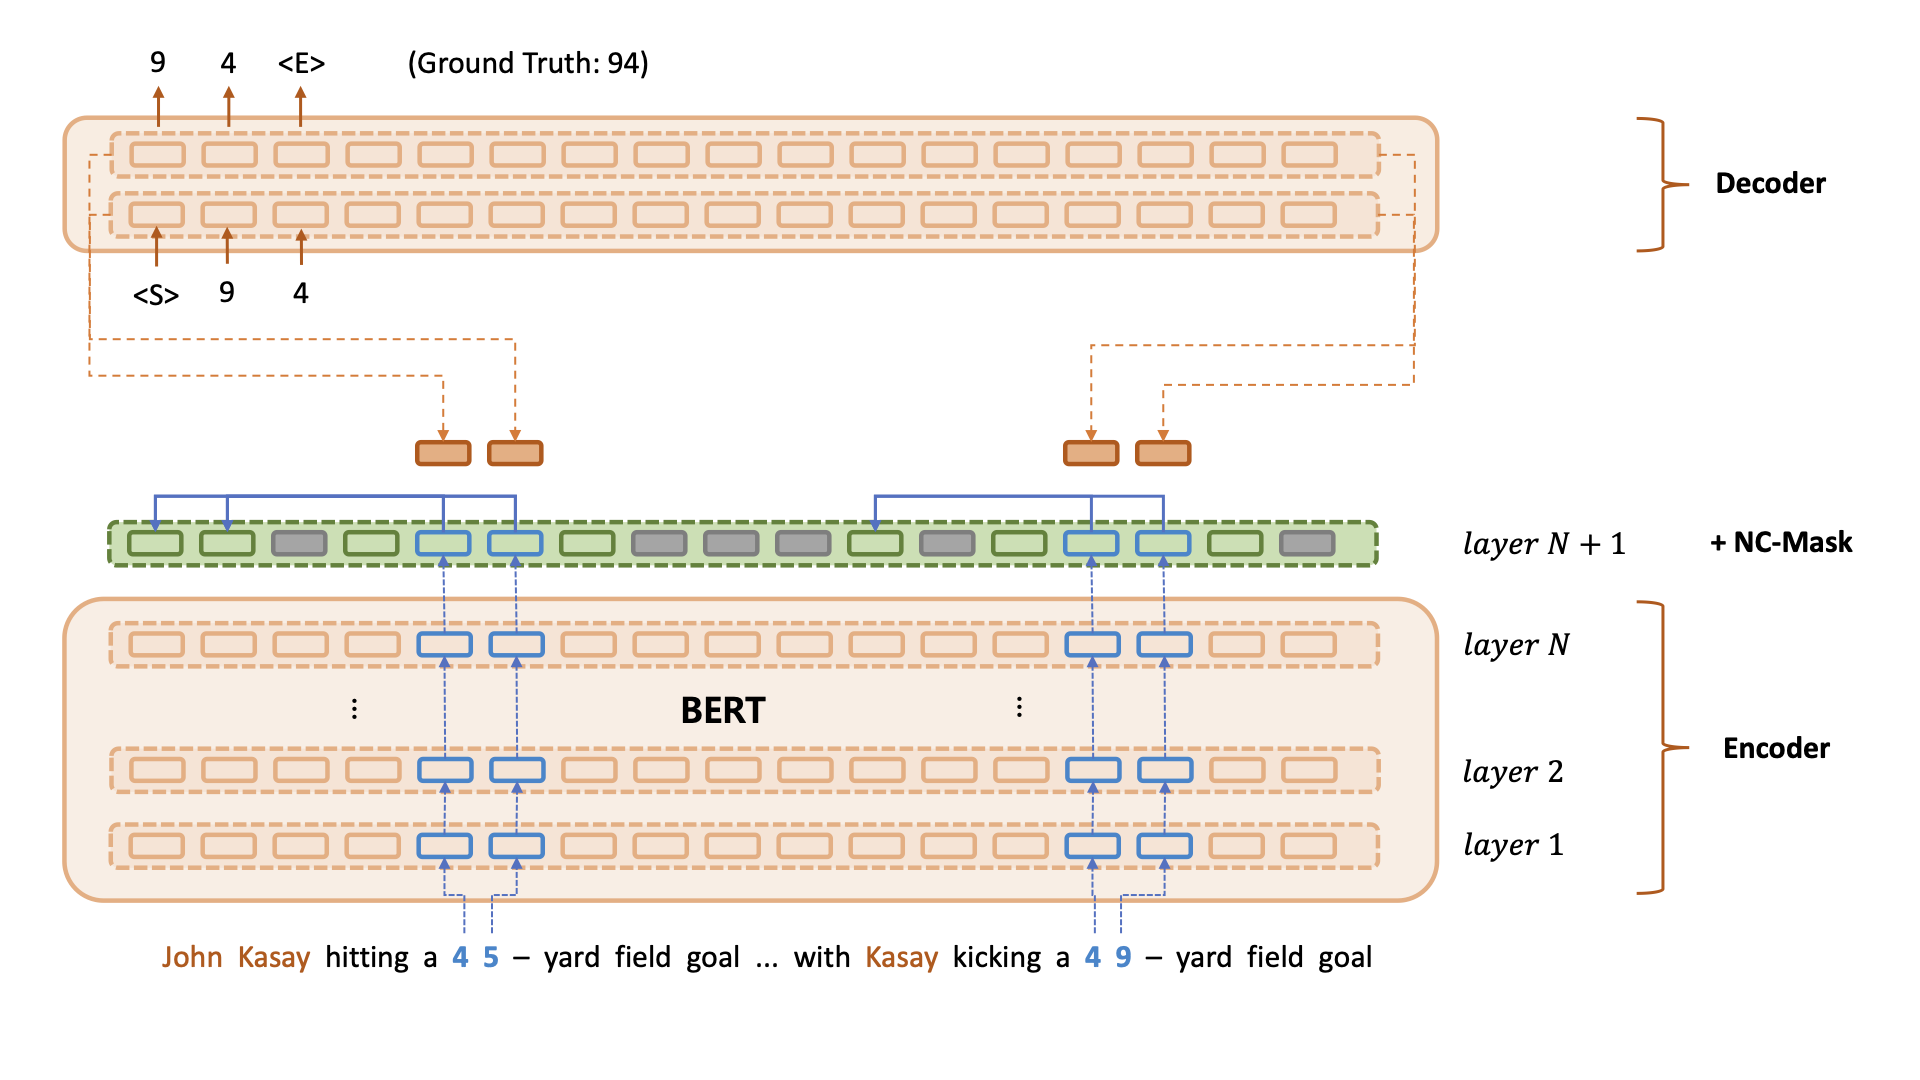 9 4 <E> (Ground Truth: 94)
Decoder
<S> 9 4
layer N + 1 + NC-Mask
layer N
⋮ BERT ⋮
Encoder
layer 2
layer 1
John Kasay hitting a 4 5 – yard field goal ... with Kasay kicking a 4 9 – yard field goal